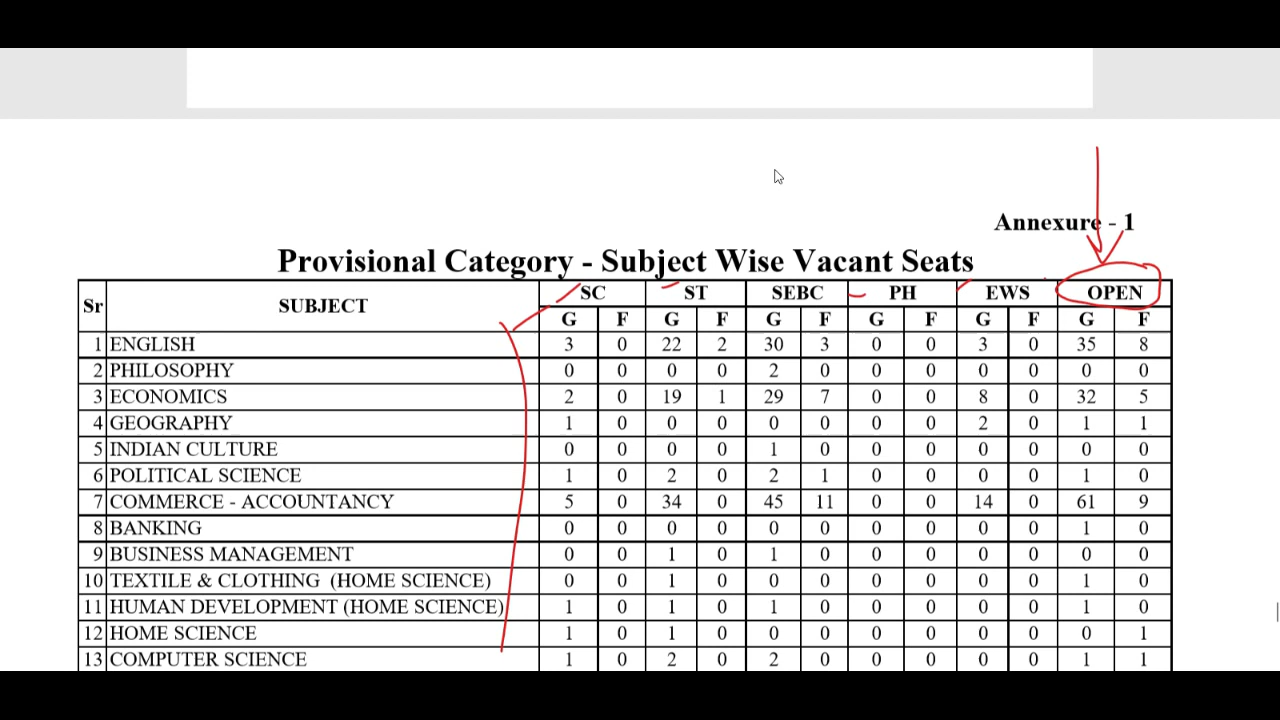 Annexure - 1
Provisional Category - Subject Wise Vacant Seats
Sr SUBJECT SC ST SEBC PH EWS OPEN
G F G F G F G F G F G F
1 ENGLISH 3 0 22 2 30 3 0 0 3 0 35 8
2 PHILOSOPHY 0 0 0 0 2 0 0 0 0 0 0 0
3 ECONOMICS 2 0 19 1 29 7 0 0 8 0 32 5
4 GEOGRAPHY 1 0 0 0 0 0 0 0 2 0 1 1
5 INDIAN CULTURE 0 0 0 0 1 0 0 0 0 0 0 0
6 POLITICAL SCIENCE 1 0 2 0 2 1 0 0 0 0 1 0
7 COMMERCE - ACCOUNTANCY 5 0 34 0 45 11 0 0 14 0 61 9
8 BANKING 0 0 0 0 0 0 0 0 0 0 1 0
9 BUSINESS MANAGEMENT 0 0 1 0 1 0 0 0 0 0 0 0
10 TEXTILE & CLOTHING (HOME SCIENCE) 0 0 1 0 0 0 0 0 0 0 1 0
11 HUMAN DEVELOPMENT (HOME SCIENCE) 1 0 1 0 1 0 0 0 0 0 1 0
12 HOME SCIENCE 1 0 1 0 0 0 0 0 0 0 0 1
13 COMPUTER SCIENCE 1 0 2 0 2 0 0 0 0 0 1 1